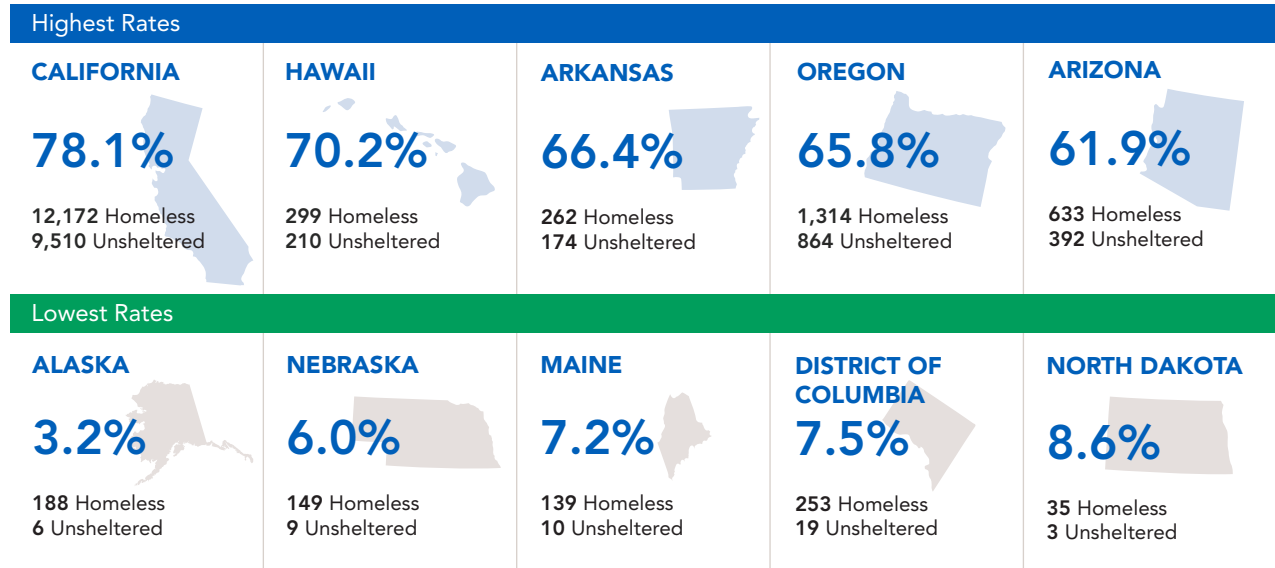 Highest Rates
CALIFORNIA
78.1%
12,172 Homeless
9,510 Unsheltered
HAWAII
70.2%
299 Homeless
210 Unsheltered
ARKANSAS
66.4%
262 Homeless
174 Unsheltered
OREGON
65.8%
1,314 Homeless
864 Unsheltered
ARIZONA
61.9%
633 Homeless
392 Unsheltered
Lowest Rates
ALASKA
3.2%
188 Homeless
6 Unsheltered
NEBRASKA
6.0%
149 Homeless
9 Unsheltered
MAINE
7.2%
139 Homeless
10 Unsheltered
DISTRICT OF
COLUMBIA
7.5%
253 Homeless
19 Unsheltered
NORTH DAKOTA
8.6%
35 Homeless
3 Unsheltered